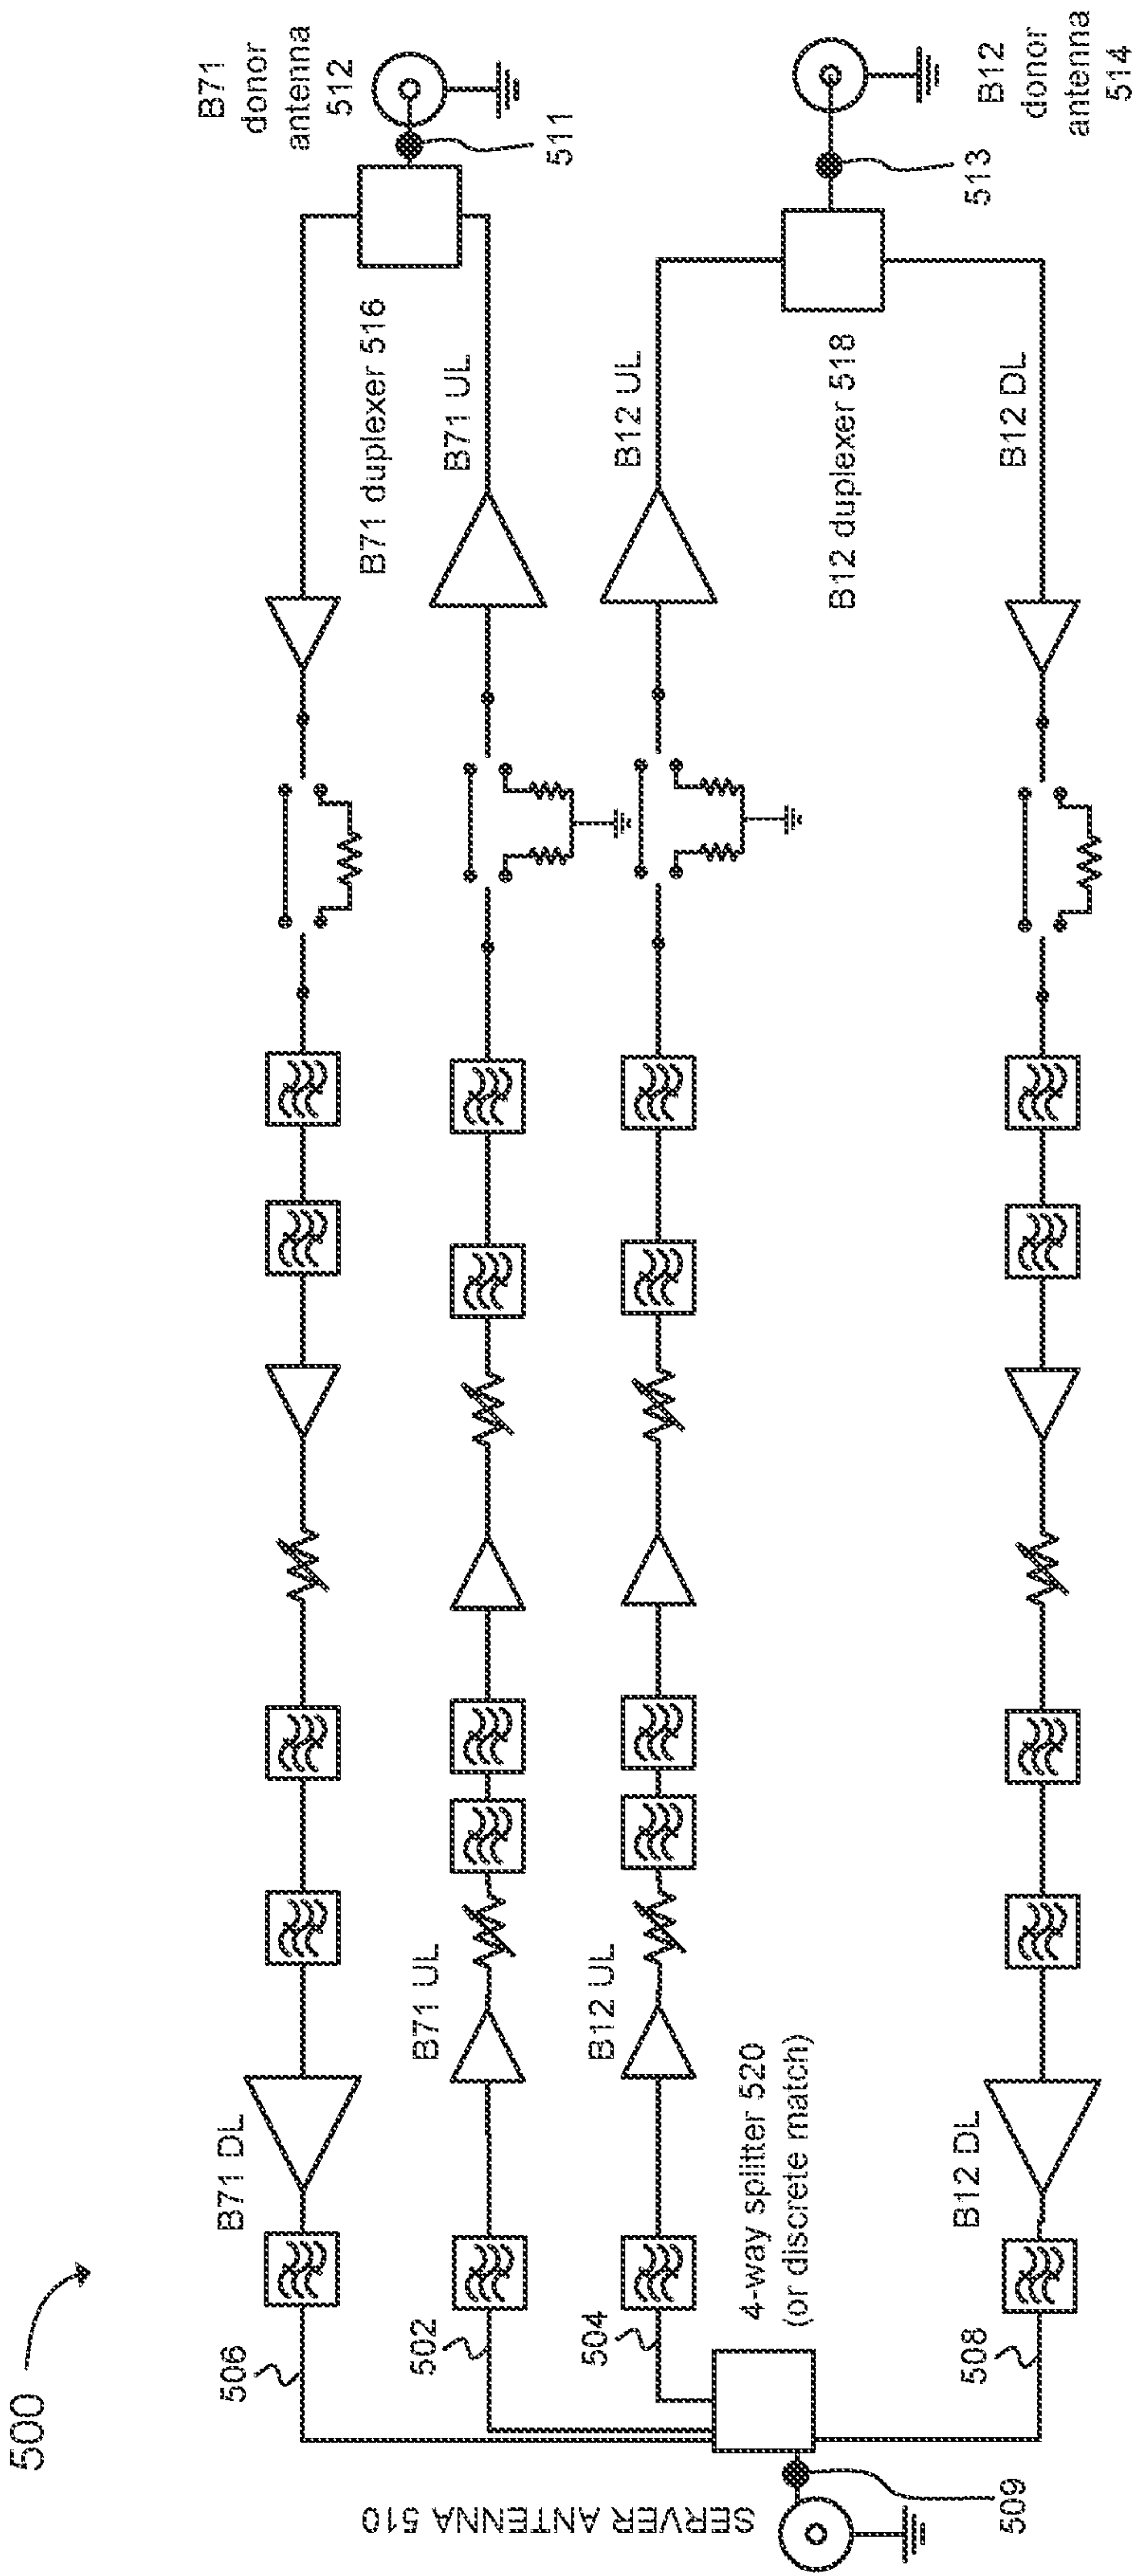 500
B71
donor
antenna
512
511
B71 duplexer 516
B71 UL
B12 UL
B12 duplexer 518
B12 DL
513
B12
donor
antenna
514
B71 DL
506
B71 UL
502
B12 UL
504
4-way splitter 520
(or discrete match)
B12 DL
508
SERVER ANTENNA 510
509